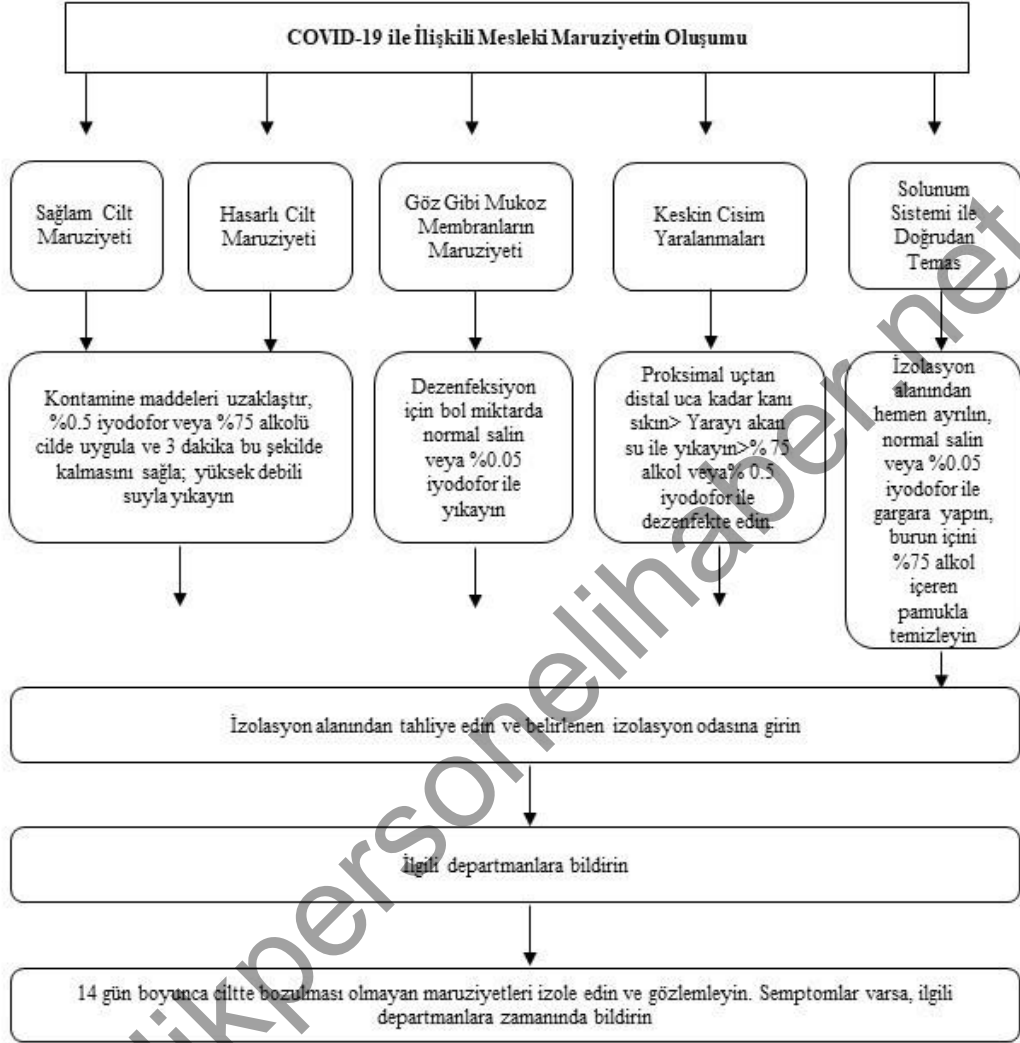 COVID-19 ile İlişkili Mesleki Maruziyetin Oluşumu
Sağlam Cilt
Maruziyeti
Hasarlı Cilt
Maruziyeti
Göz Gibi Mukoz
Membranların
Maruziyeti
Keskin Cisim
Yaralanmaları
Solunum
Sistemi ile
Doğrudan
Temas
Kontamine maddeleri uzaklaştır,
%0.5 iyodofor veya %75 alkolü
cilde uygula ve 3 dakika bu şekilde
kalmasını sağla; yüksek debili
suyla yıkayın
Dezenfeksiyon
için bol miktarda
normal salin
veya %0.05
iyodofor ile
yıkayın
Proksimal uçtan
distal uca kadar kanı
sıkın> Yarayı akan
su ile yıkayın>% 75
alkol veya% 0.5
iyodofor ile
dezenfekte edin.
İzolasyon
alanından
hemen ayrılın,
normal salin
veya %0.05
iyodofor ile
gargara yapın,
burun içini
%75 alkol
içeren
pamukla
temizleyin
İzolasyon alanından tahliye edin ve belirlenen izolasyon odasına girin
İlgili departmanlara bildirin
14 gün boyunca ciltte bozulması olmayan maruziyetleri izole edin ve gözlemleyin. Semptomlar varsa, ilgili
departmanlara zamanında bildirin
likpersonelihaber.net